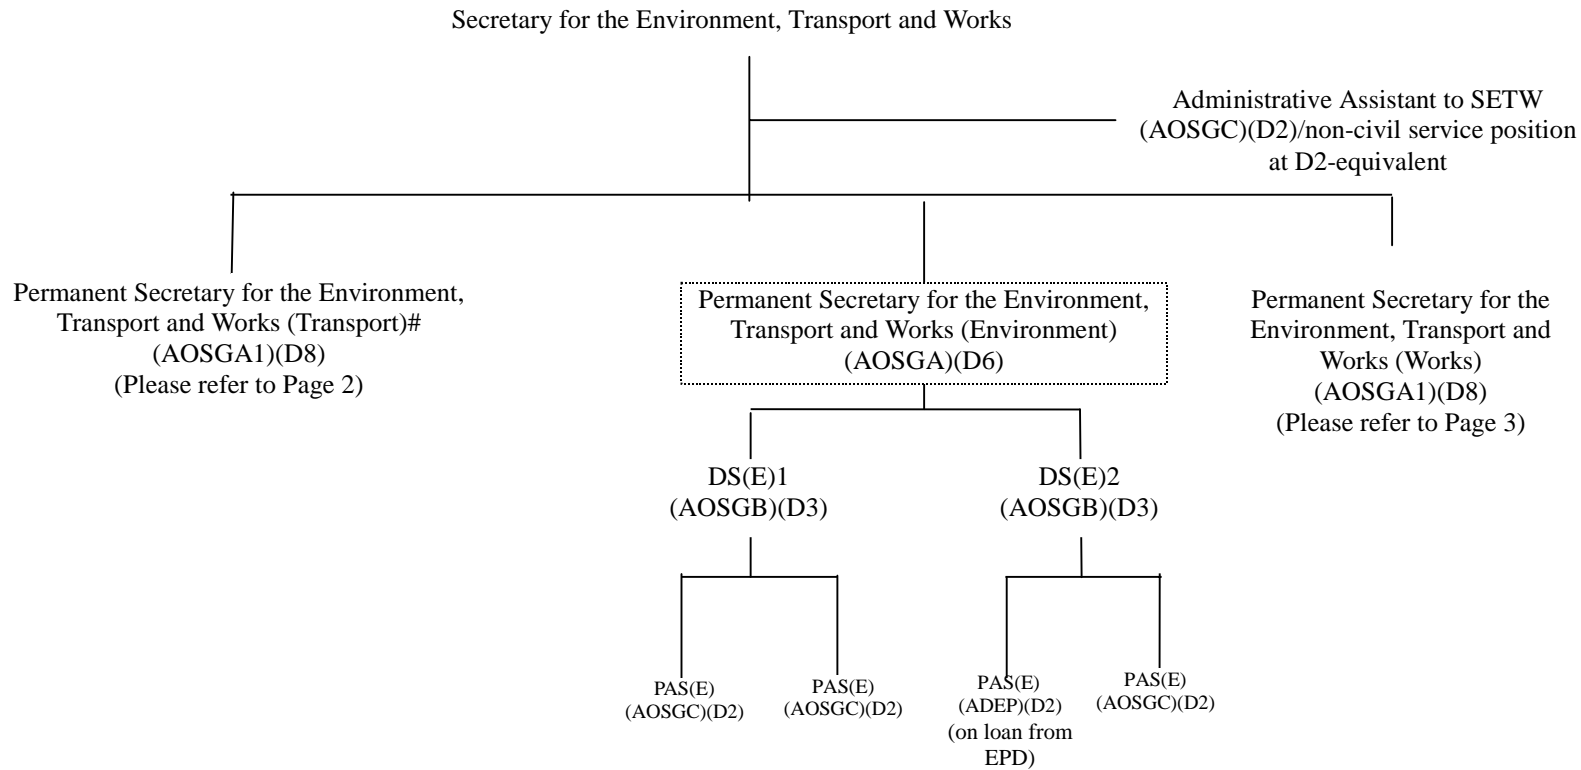 Secretary for the Environment, Transport and Works
Administrative Assistant to SETW
(AOSGC)(D2)/non-civil service position
at D2-equivalent
Permanent Secretary for the Environment,
Transport and Works (Transport)#
(AOSGA1)(D8)
(Please refer to Page 2)
Permanent Secretary for the Environment,
Transport and Works (Environment)
(AOSGA)(D6)
Permanent Secretary for the
Environment, Transport and
Works (Works)
(AOSGA1)(D8)
(Please refer to Page 3)
DS(E)1
(AOSGB)(D3)
DS(E)2
(AOSGB)(D3)
PAS(E)
(AOSGC)(D2)
PAS(E)
(AOSGC)(D2)
PAS(E)
(ADEP)(D2)
(on loan from
EPD)
PAS(E)
(AOSGC)(D2)